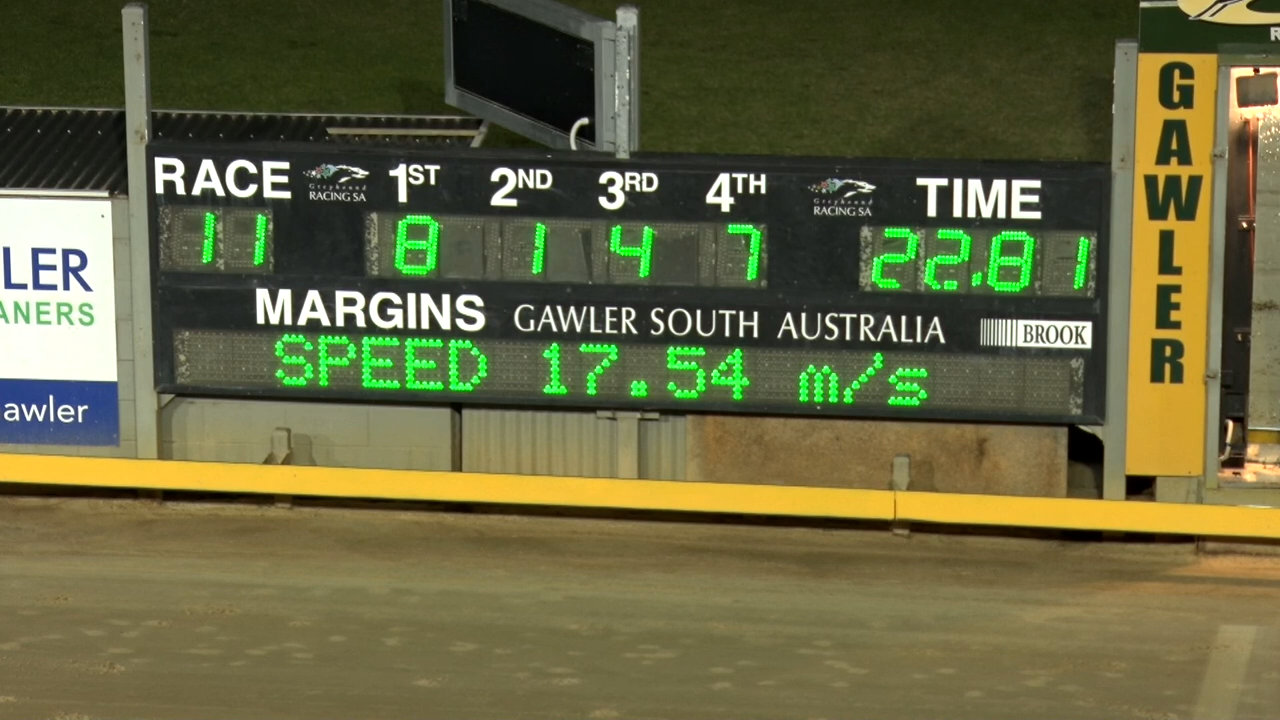 RACE 1ST 2ND 3RD 4TH TIME
Greyhound RACING SA
Greyhound RACING SA
11 8 1 4 7 22.81
MARGINS GAWLER SOUTH AUSTRALIA BROOK
SPEED 17.54 m/s
GAWLER
LER
ANERS
awler
R